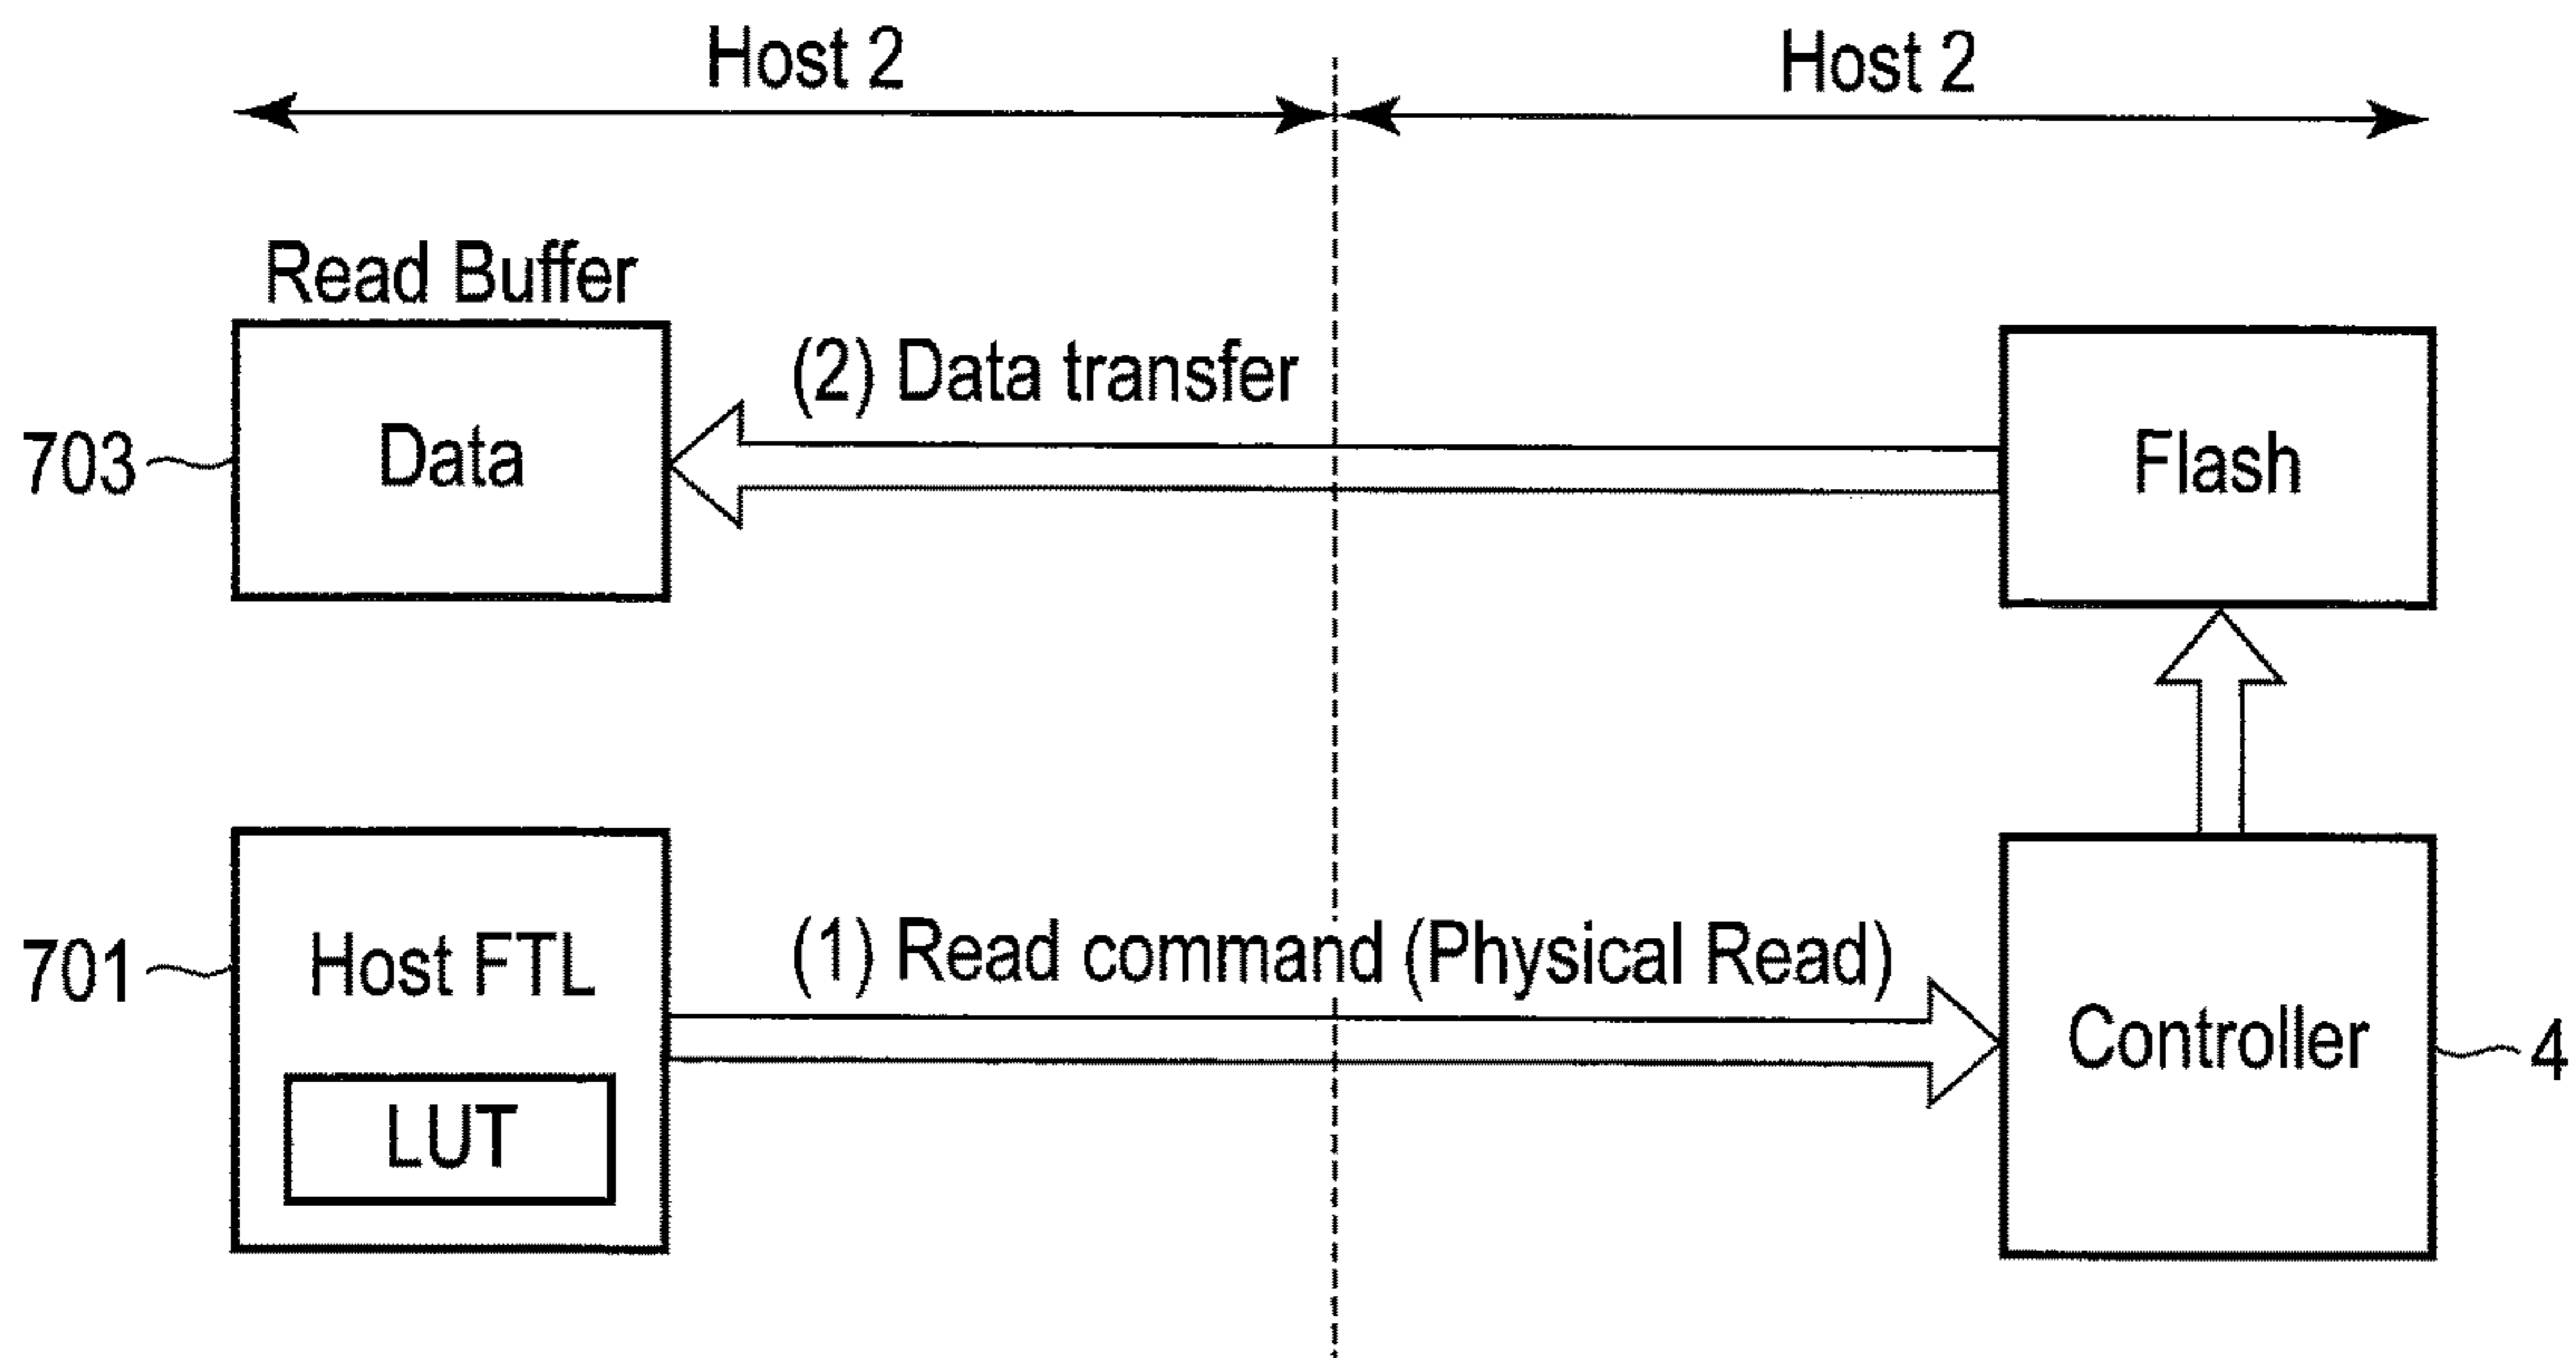 Host 2
Host 2
Read Buffer
(2) Data transfer
703
Data
Flash
701
Host FTL
(1) Read command (Physical Read)
LUT
Controller
4